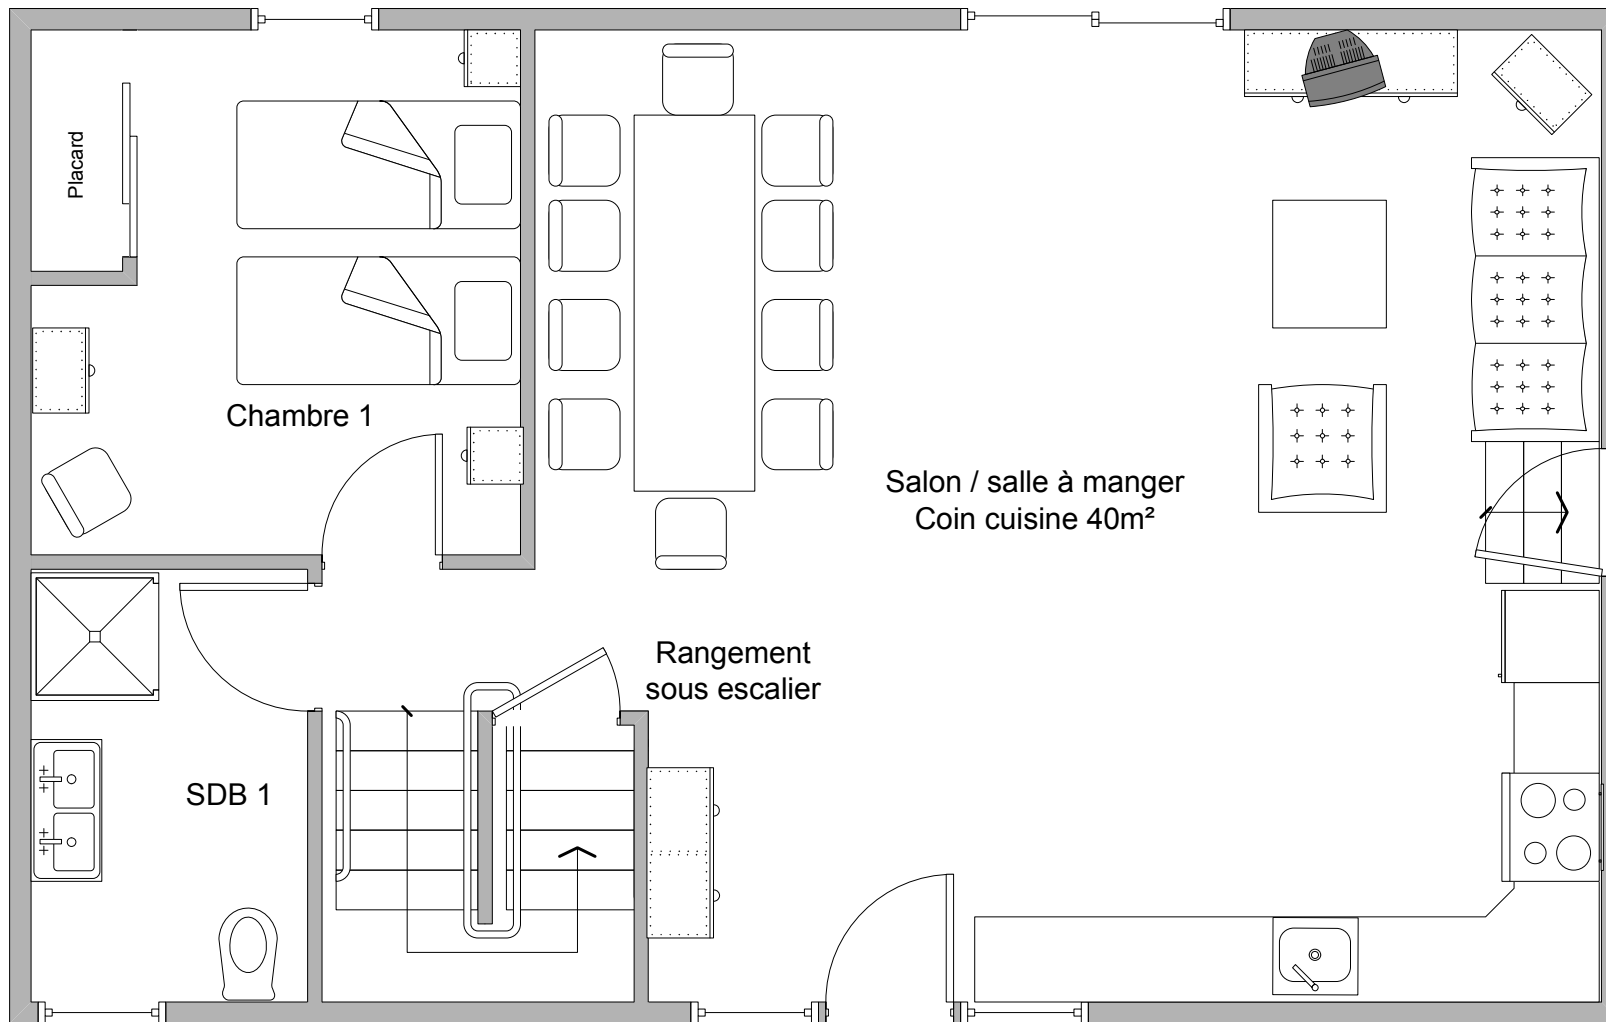 Placard
Chambre 1
Salon / salle à manger
Coin cuisine 40m²
Rangement
sous escalier
SDB 1